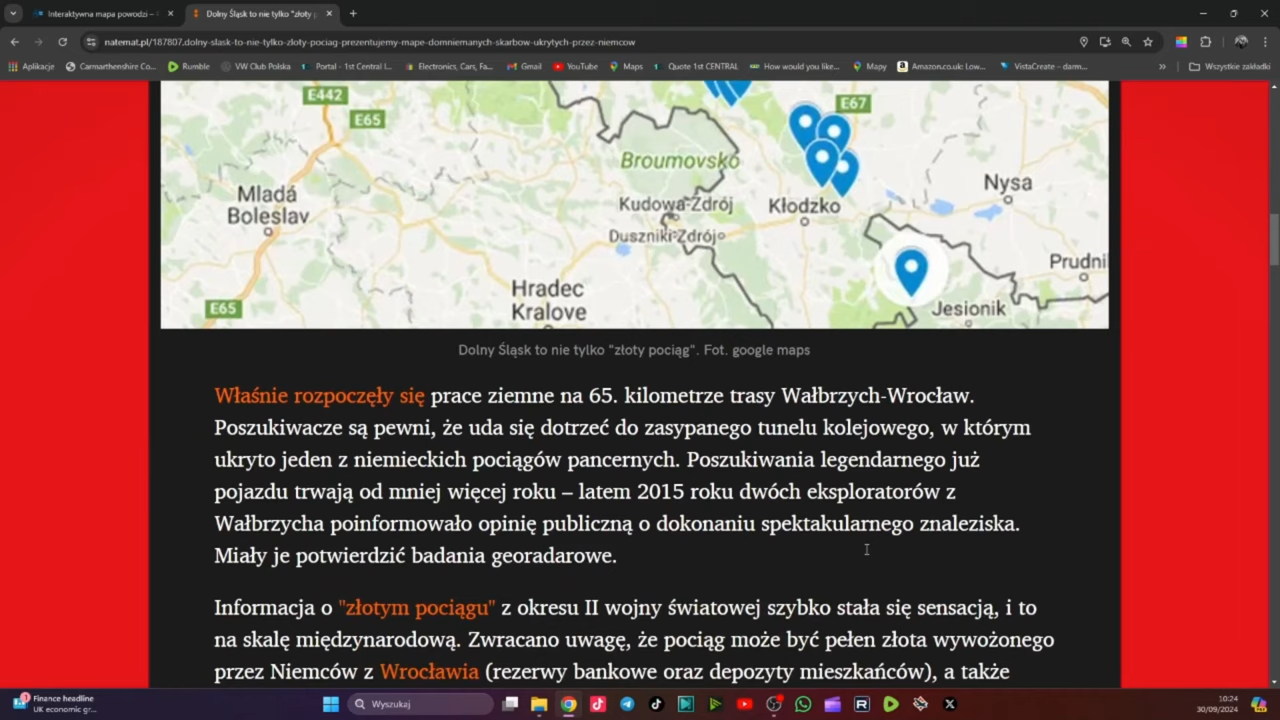 Interaktywna mapa powodzi –
Dolny Śląsk to nie tylko "złoty p
natemat.pl/187807,dolny-slask-to-nie-tylko-zloty-pociag-prezentujemy-mape-domniemanych-skarbow-ukrytych-przez-niemcow
Aplikacje
Carmarthenshire Co...
Rumble
VW Club Polska
Portal - 1st Central I...
Electronics, Cars, Fa...
Gmail
YouTube
Maps
Quote 1st CENTRAL
How would you like...
Mapy
Amazon.co.uk: Low...
VistaCreate – darm...
Wszystkie zakładki
E442
E65
E67
Broumovsko
Mladá
Boleslav
Kudowa-Zdrój
Kłodzko
Nysa
Duszniki-Zdrój
Prudni
Hradec
Kralove
E65
Jesionik
Dolny Śląsk to nie tylko "złoty pociąg". Fot. google maps
Właśnie rozpoczęły się prace ziemne na 65. kilometrze trasy Wałbrzych-Wrocław.
Poszukiwacze są pewni, że uda się dotrzeć do zasypanego tunelu kolejowego, w którym
ukryto jeden z niemieckich pociągów pancernych. Poszukiwania legendarnego już
pojazdu trwają od mniej więcej roku – latem 2015 roku dwóch eksploratorów z
Wałbrzycha poinformowało opinię publiczną o dokonaniu spektakularnego znaleziska.
Miały je potwierdzić badania georadarowe.
Informacja o "złotym pociągu" z okresu II wojny światowej szybko stała się sensacją, i to
na skalę międzynarodową. Zwracano uwagę, że pociąg może być pełen złota wywożonego
przez Niemców z Wrocławia (rezerwy bankowe oraz depozyty mieszkańców), a także
Finance headline
UK economic gr...
Wyszukaj
10:24
30/09/2024